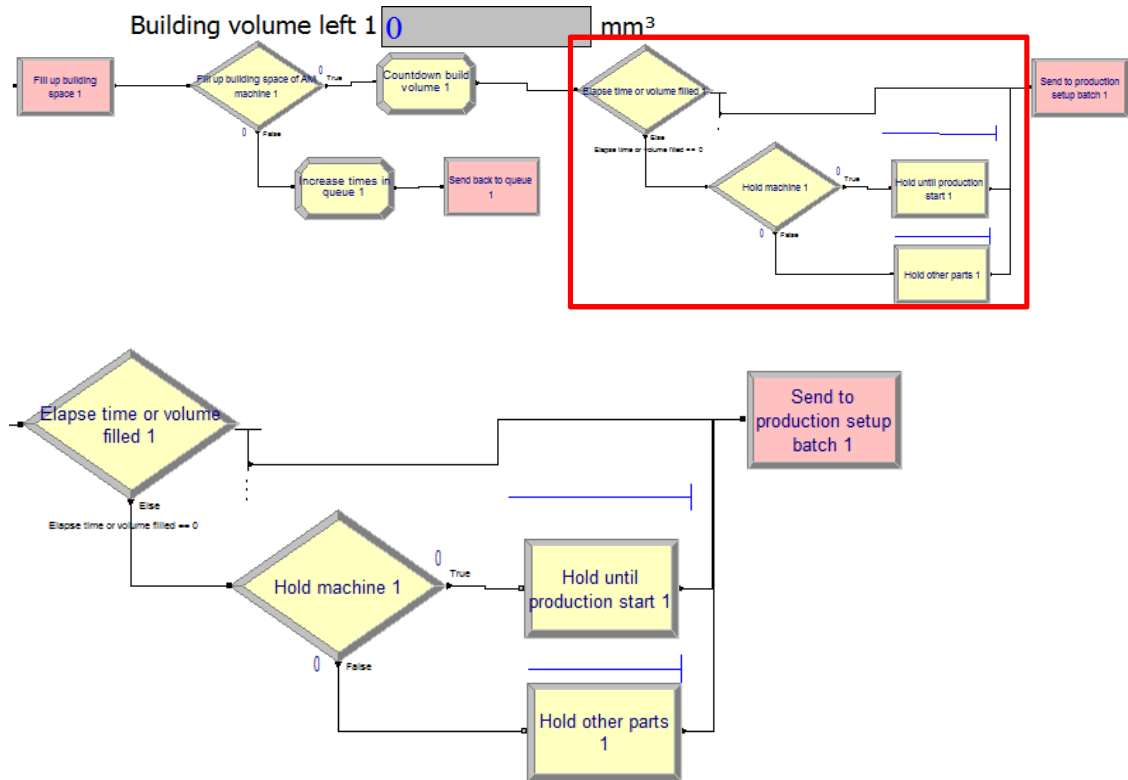 Building volume left 1 0 mm³
Fill up building
space 1
Fill up building space of AM
machine 1
0
True
0
False
Countdown build
volume 1
Increase times in
queue 1
Send back to queue
1
Elapse time or volume filled 1
Else
Elapse time or volume filled == 0
Hold machine 1
0
True
0
False
Hold until production
start 1
Hold other parts 1
Send to production
setup batch 1
Elapse time or volume
filled 1
Else
Elapse time or volume filled == 0
Hold machine 1
0
True
0
False
Hold until
production start 1
Hold other parts
1
Send to
production setup
batch 1